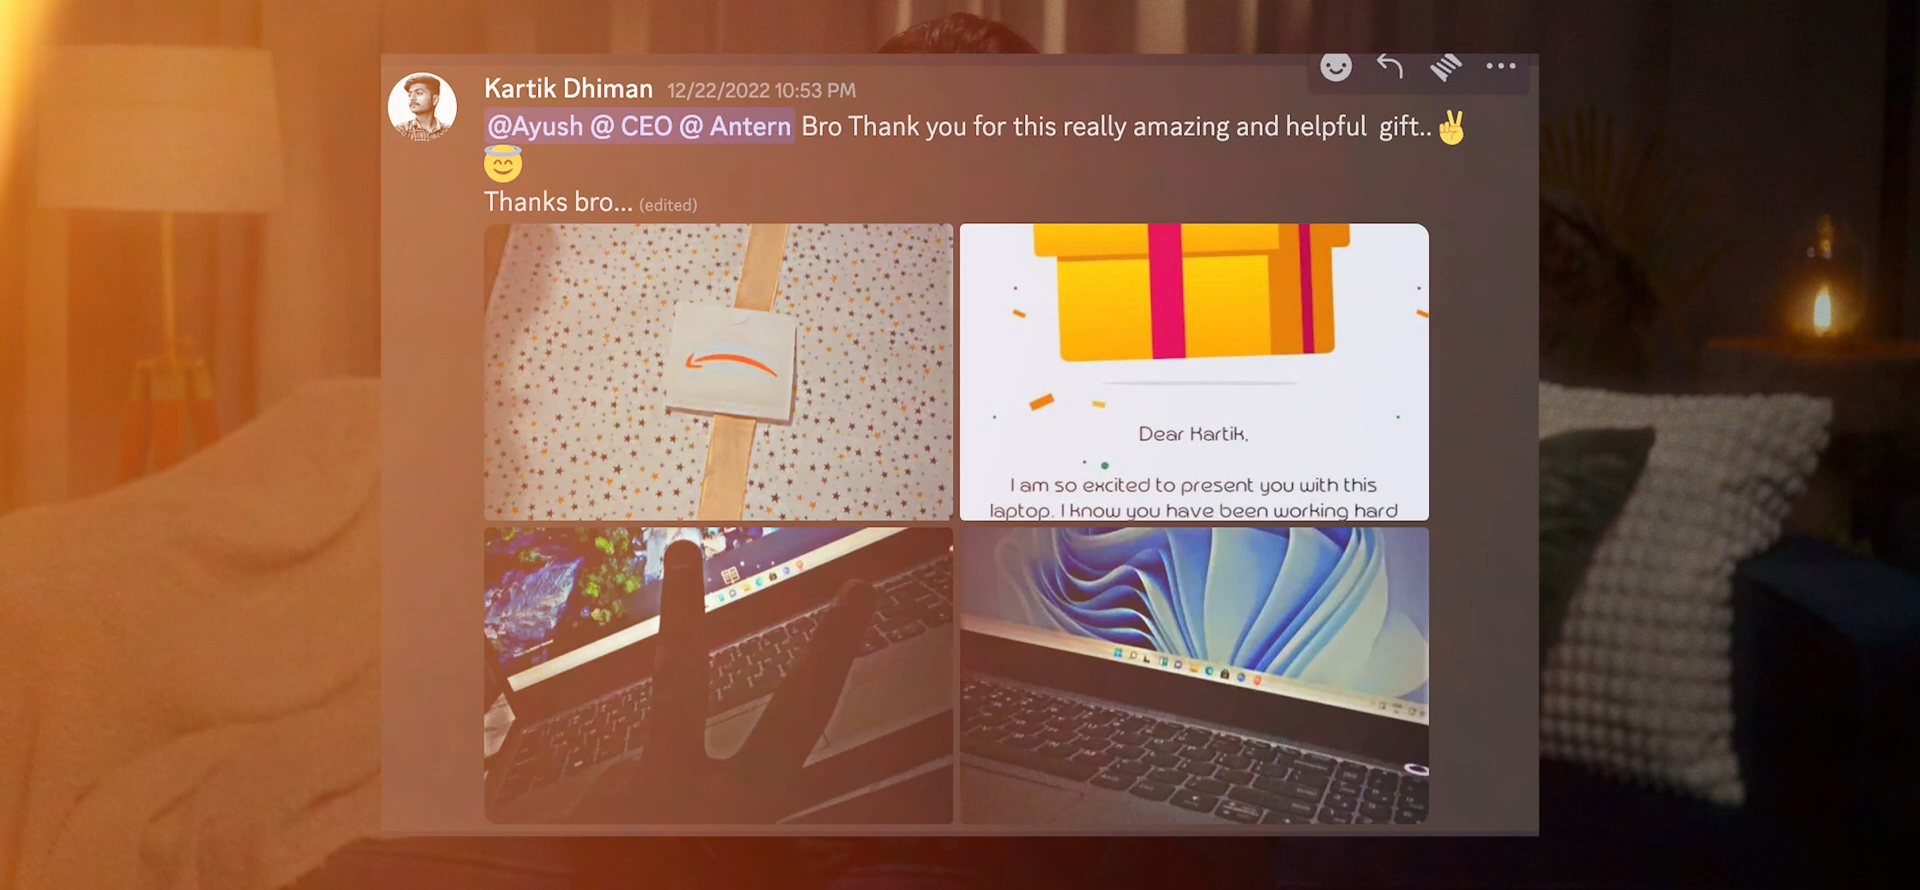 Kartik Dhiman 12/22/2022 10:53 PM
@Ayush @ CEO @ Antern Bro Thank you for this really amazing and helpful gift..✌️
😇
Thanks bro... (edited)
Dear Kartik,
I am so excited to present you with this
laptop. I know you have been working hard